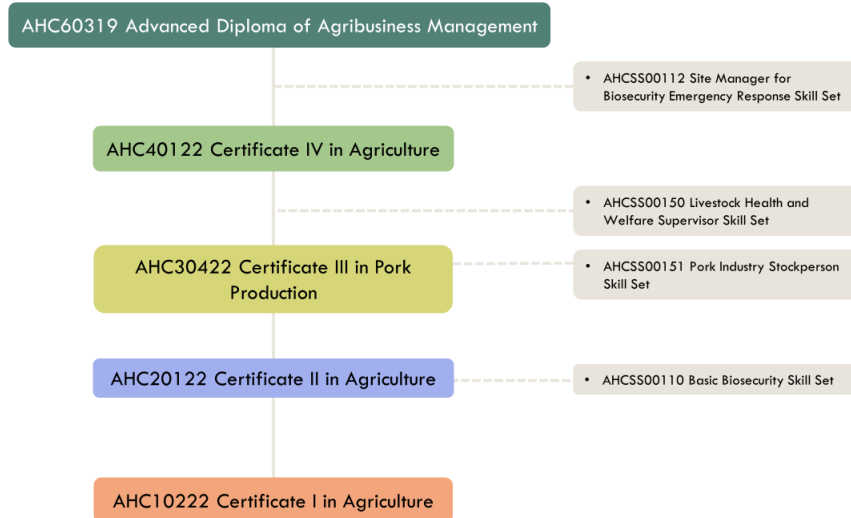 AHC60319 Advanced Diploma of Agribusiness Management
• AHCSS00112 Site Manager for
Biosecurity Emergency Response Skill Set
AHC40122 Certificate IV in Agriculture
• AHCSS00150 Livestock Health and
Welfare Supervisor Skill Set
AHC30422 Certificate III in Pork
Production
• AHCSS00151 Pork Industry Stockperson
Skill Set
AHC20122 Certificate II in Agriculture
• AHCSS00110 Basic Biosecurity Skill Set
AHC10222 Certificate I in Agriculture